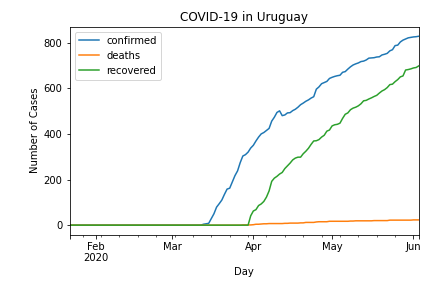 COVID-19 in Uruguay
confirmed
deaths
recovered
800
600
400
200
0
Number of Cases
Feb
2020
Mar
Apr
May
Jun
Day